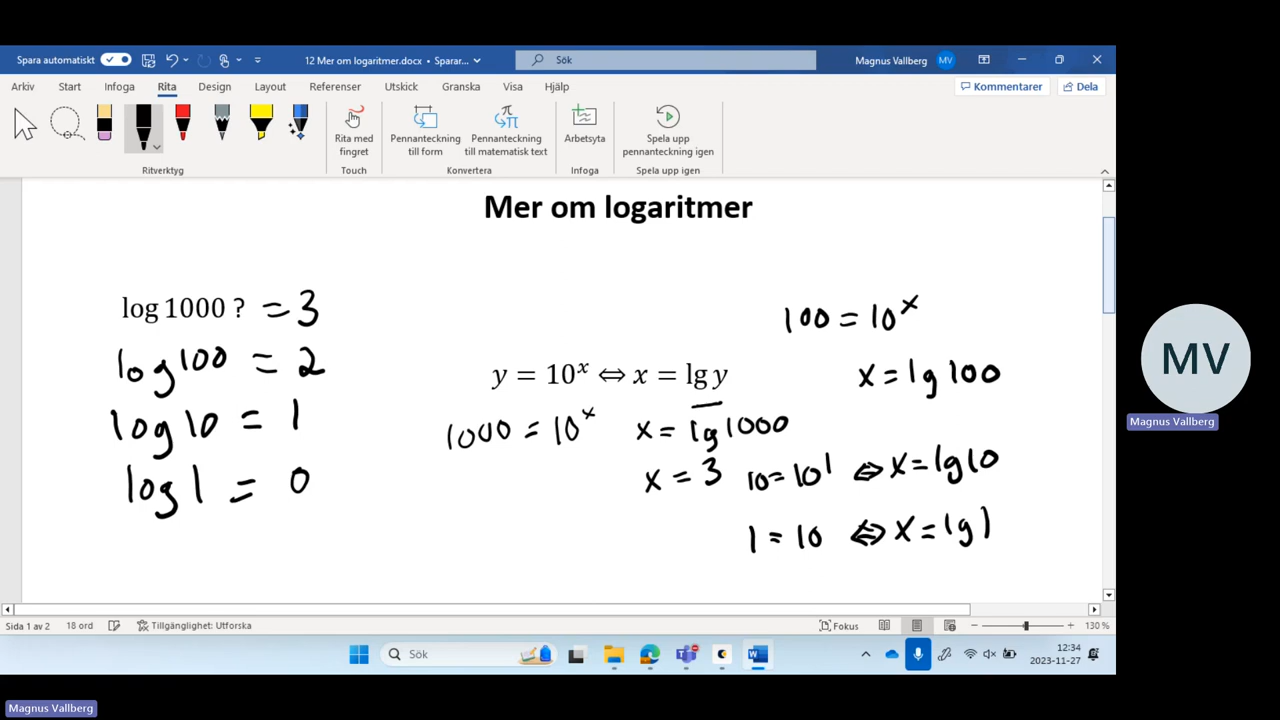 Spara automatiskt
12 Mer om logaritmer.docx • Sparar...
Sök
Magnus Vallberg
MV
Arkiv Start Infoga Rita Design Layout Referenser Utskick Granska Visa Hjälp
Kommentarer
Dela
Rita med fingret
Pennanteckning till form
Pennanteckning till matematisk text
Arbetsyta
Spela upp pennanteckning igen
Ritverktyg
Touch
Konvertera
Infoga
Spela upp igen
Mer om logaritmer
log 1000 ? = 3
log 100 = 2
log 10 = 1
log 1 = 0
y = 10ˣ ⇔ x = lg y
1000 = 10ˣ x = lg 1000
x = 3
100 = 10ˣ
x = lg 100
10 = 10¹ ⇔ x = lg 10
1 = 10 ⇔ x = lg 1
MV
Magnus Vallberg
Sida 1 av 2
18 ord
Tillgänglighet: Utforska
Fokus
130 %
Sök
12:34
2023-11-27
Magnus Vallberg